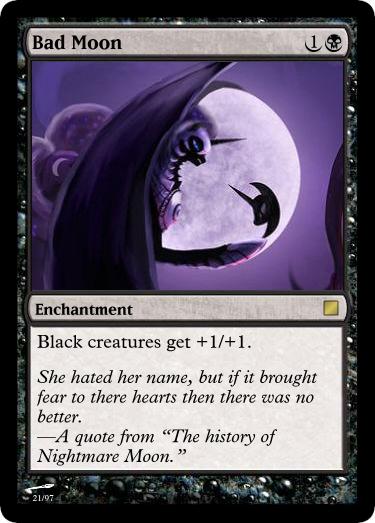 Bad Moon 1
Enchantment
Black creatures get +1/+1.
She hated her name, but if it brought
fear to there hearts then there was no
better.
—A quote from “The history of
Nightmare Moon.”
21/97